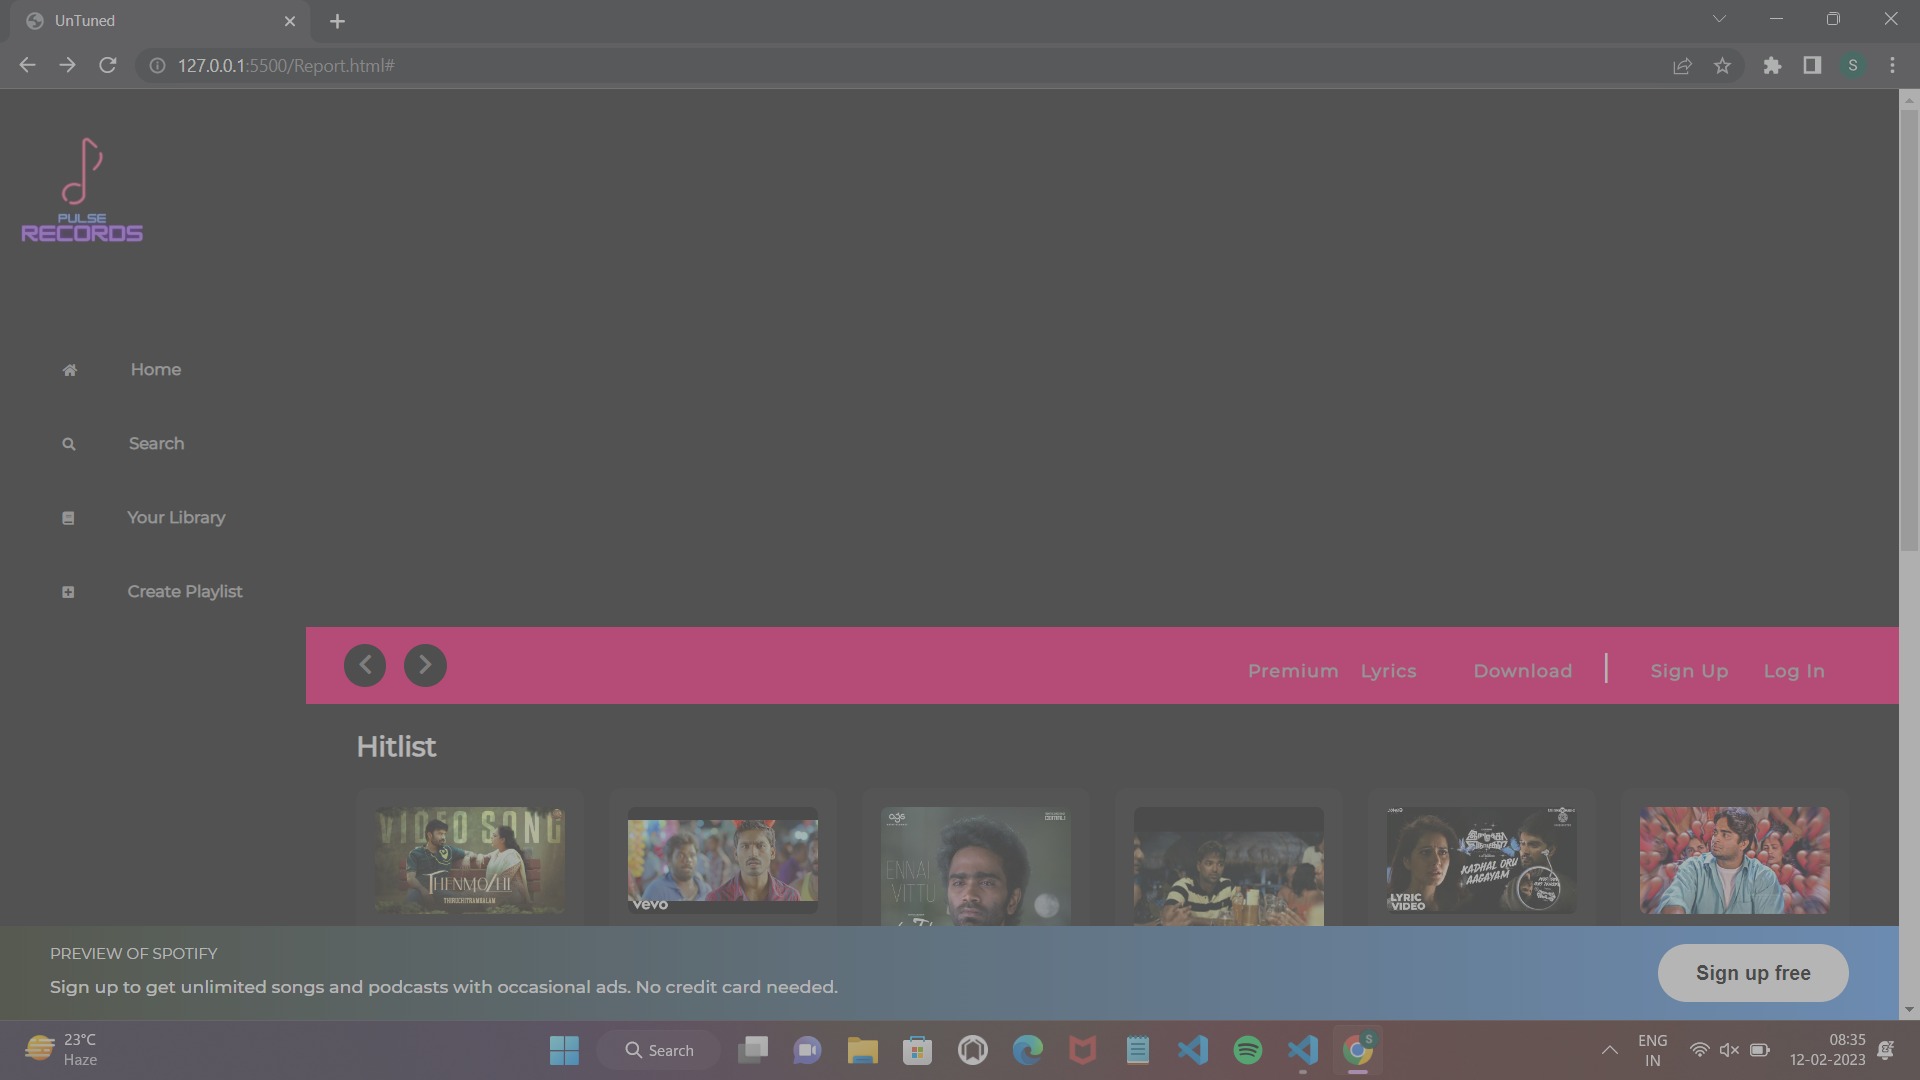 UnTuned
127.0.0.1:5500/Report.html#
S
PULSE
RECORDS
Home
Search
Your Library
Create Playlist
Premium Lyrics Download Sign Up Log In
Hitlist
VIDEO SONG
THENMOZHI
THIRUCHITRAMBALAM
vevo
ags
ENNAI
VITTU
KADHAL ORU
AAGAYAM
LYRIC
VIDEO
PREVIEW OF SPOTIFY
Sign up to get unlimited songs and podcasts with occasional ads. No credit card needed.
Sign up free
23°C
Haze
Search
S
ENG
IN
08:35
12-02-2023